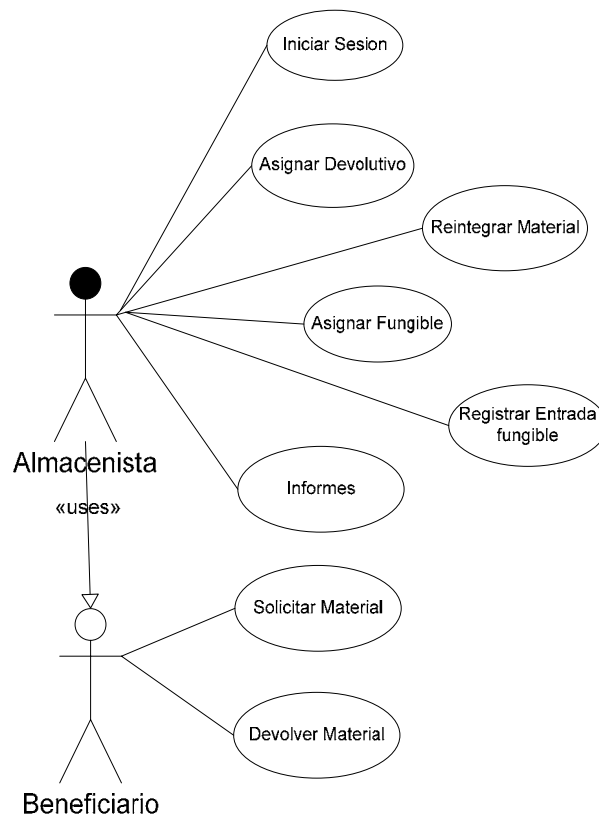 Iniciar Sesion
Asignar Devolutivo
Reintegrar Material
Asignar Fungible
Registrar Entrada
fungible
Almacenista
«uses»
Informes
Solicitar Material
Devolver Material
Beneficiario